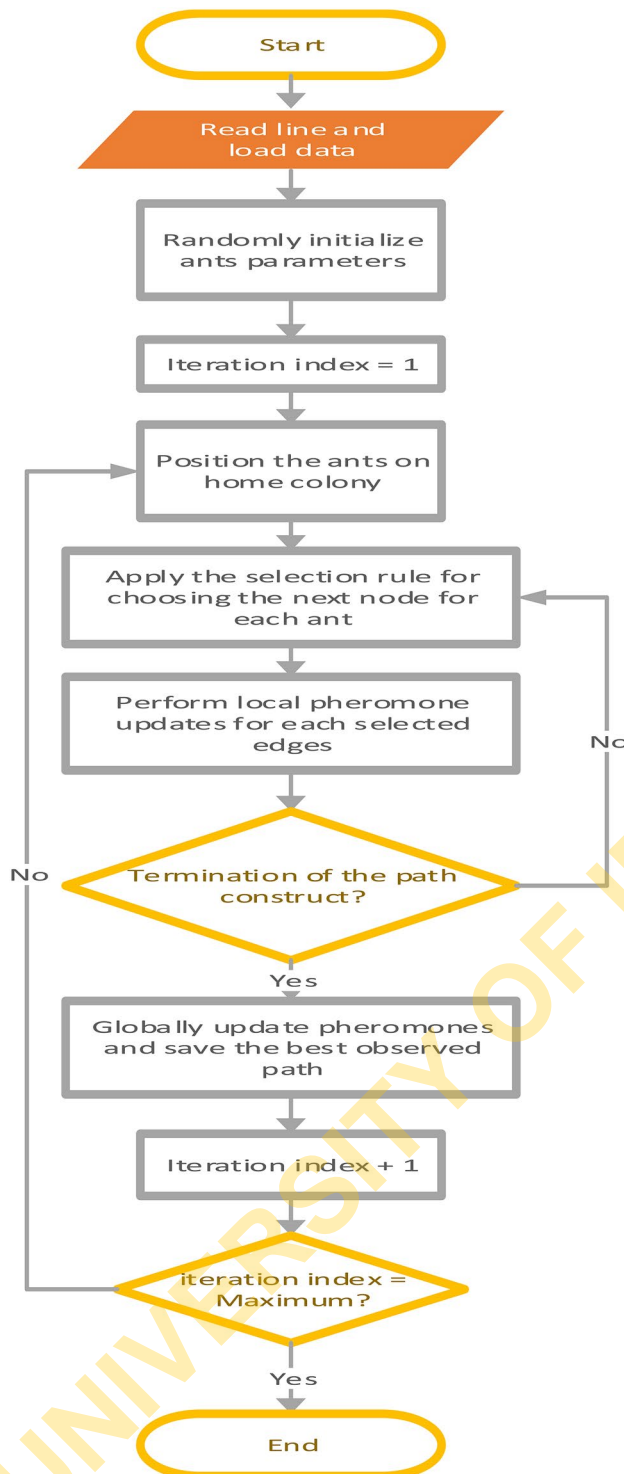 Start
Read line and
load data
Randomly initialize
ants parameters
Iteration index = 1
Position the ants on
home colony
Apply the selection rule for
choosing the next node for
each ant
Perform local pheromone
updates for each selected
edges
No
No
Termination of the path
construct?
Yes
Globally update pheromones
and save the best observed
path
Iteration index + 1
iteration index =
Maximum?
Yes
End
UNIVERSITY OF